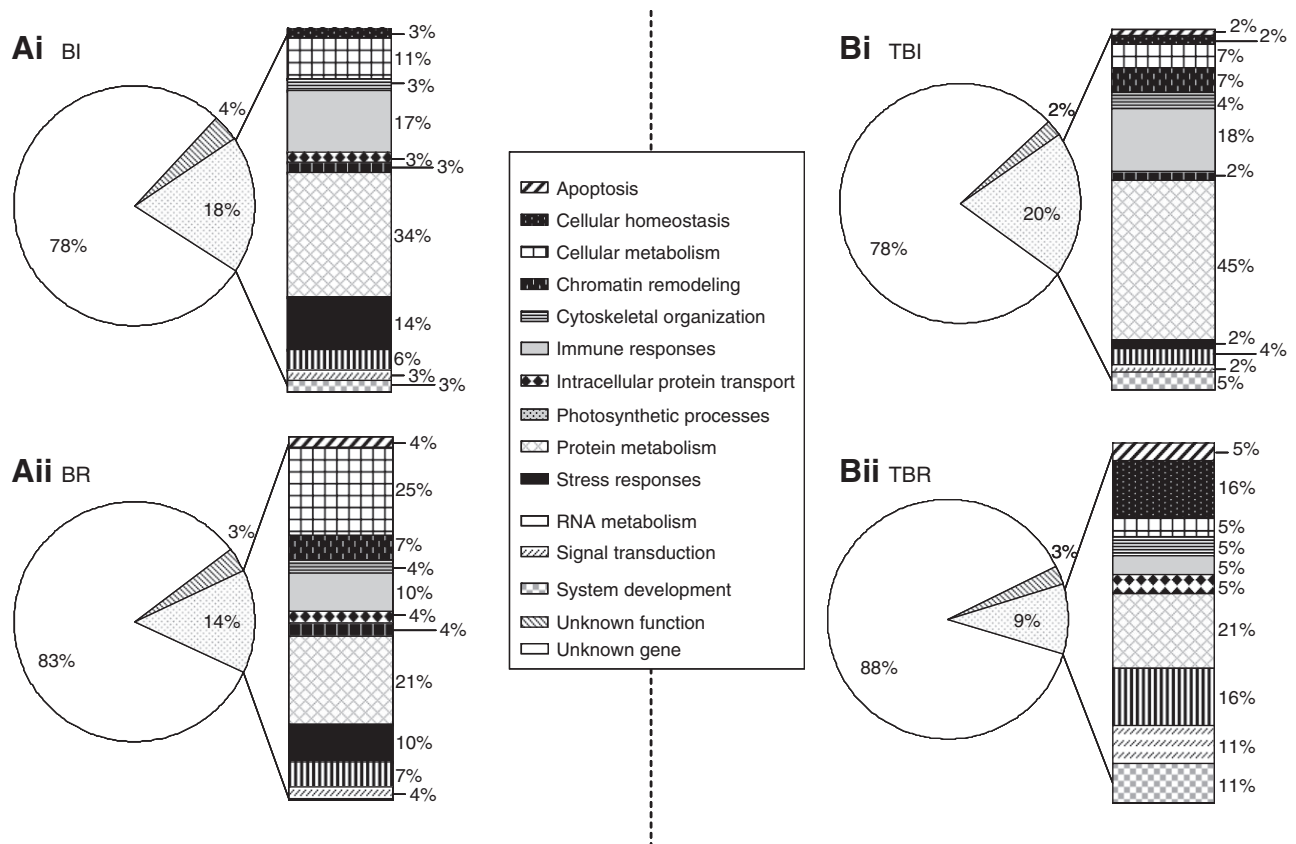 Ai BI
3%
11%
3%
17%
3%
3%
34%
14%
6%
3%
3%
4%
18%
78%
Aii BR
4%
25%
7%
4%
10%
4%
4%
21%
10%
7%
4%
3%
14%
83%
Apoptosis
Cellular homeostasis
Cellular metabolism
Chromatin remodeling
Cytoskeletal organization
Immune responses
Intracellular protein transport
Photosynthetic processes
Protein metabolism
Stress responses
RNA metabolism
Signal transduction
System development
Unknown function
Unknown gene
Bi TBI
2%
2%
7%
7%
4%
18%
2%
45%
2%
4%
2%
5%
2%
20%
78%
Bii TBR
5%
16%
5%
5%
5%
5%
21%
16%
11%
11%
3%
9%
88%